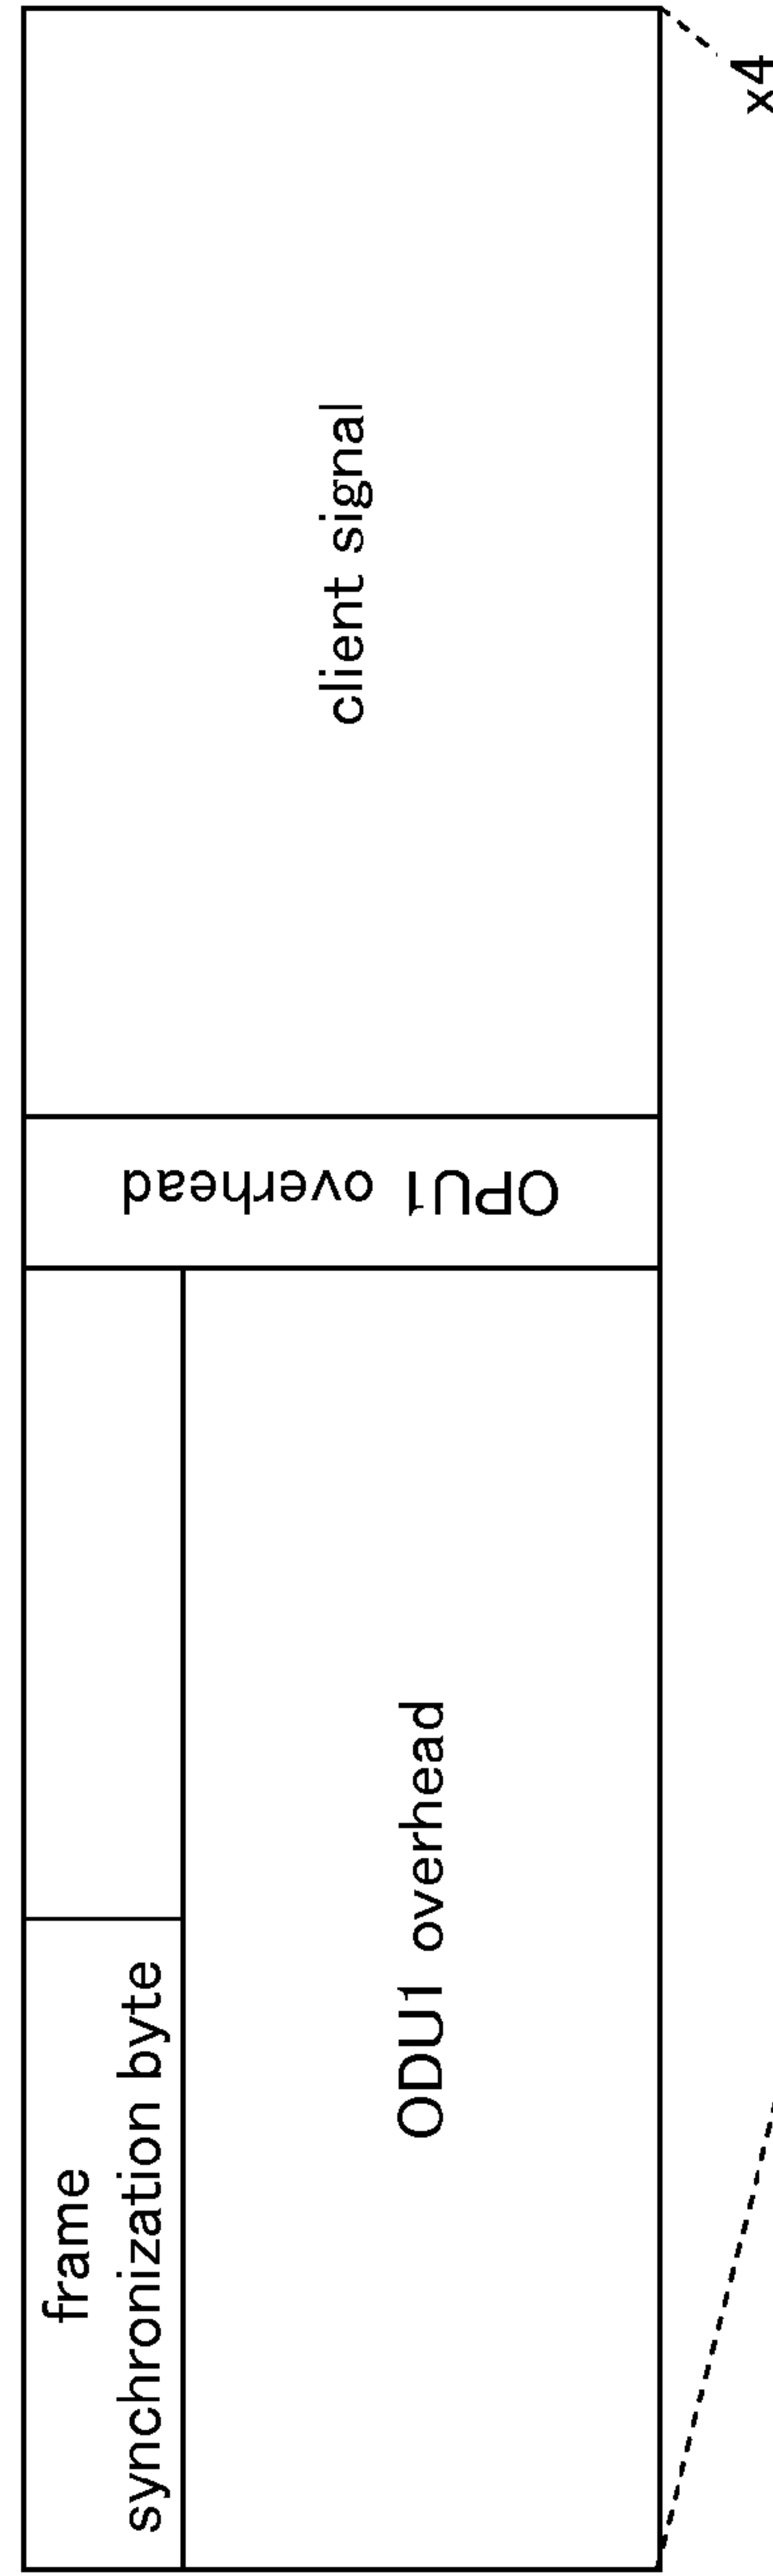 frame
synchronization byte
ODU1 overhead
OPU1 overhead
client signal
x4